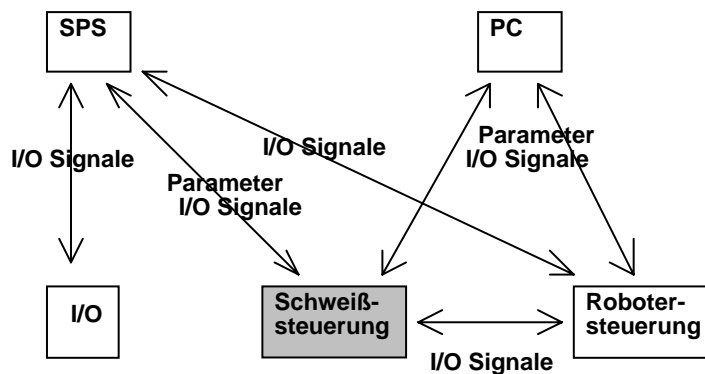 SPS
PC
I/O Signale
I/O Signale
Parameter
I/O Signale
Parameter
I/O Signale
I/O
Schweiß-
steuerung
Roboter-
steuerung
I/O Signale